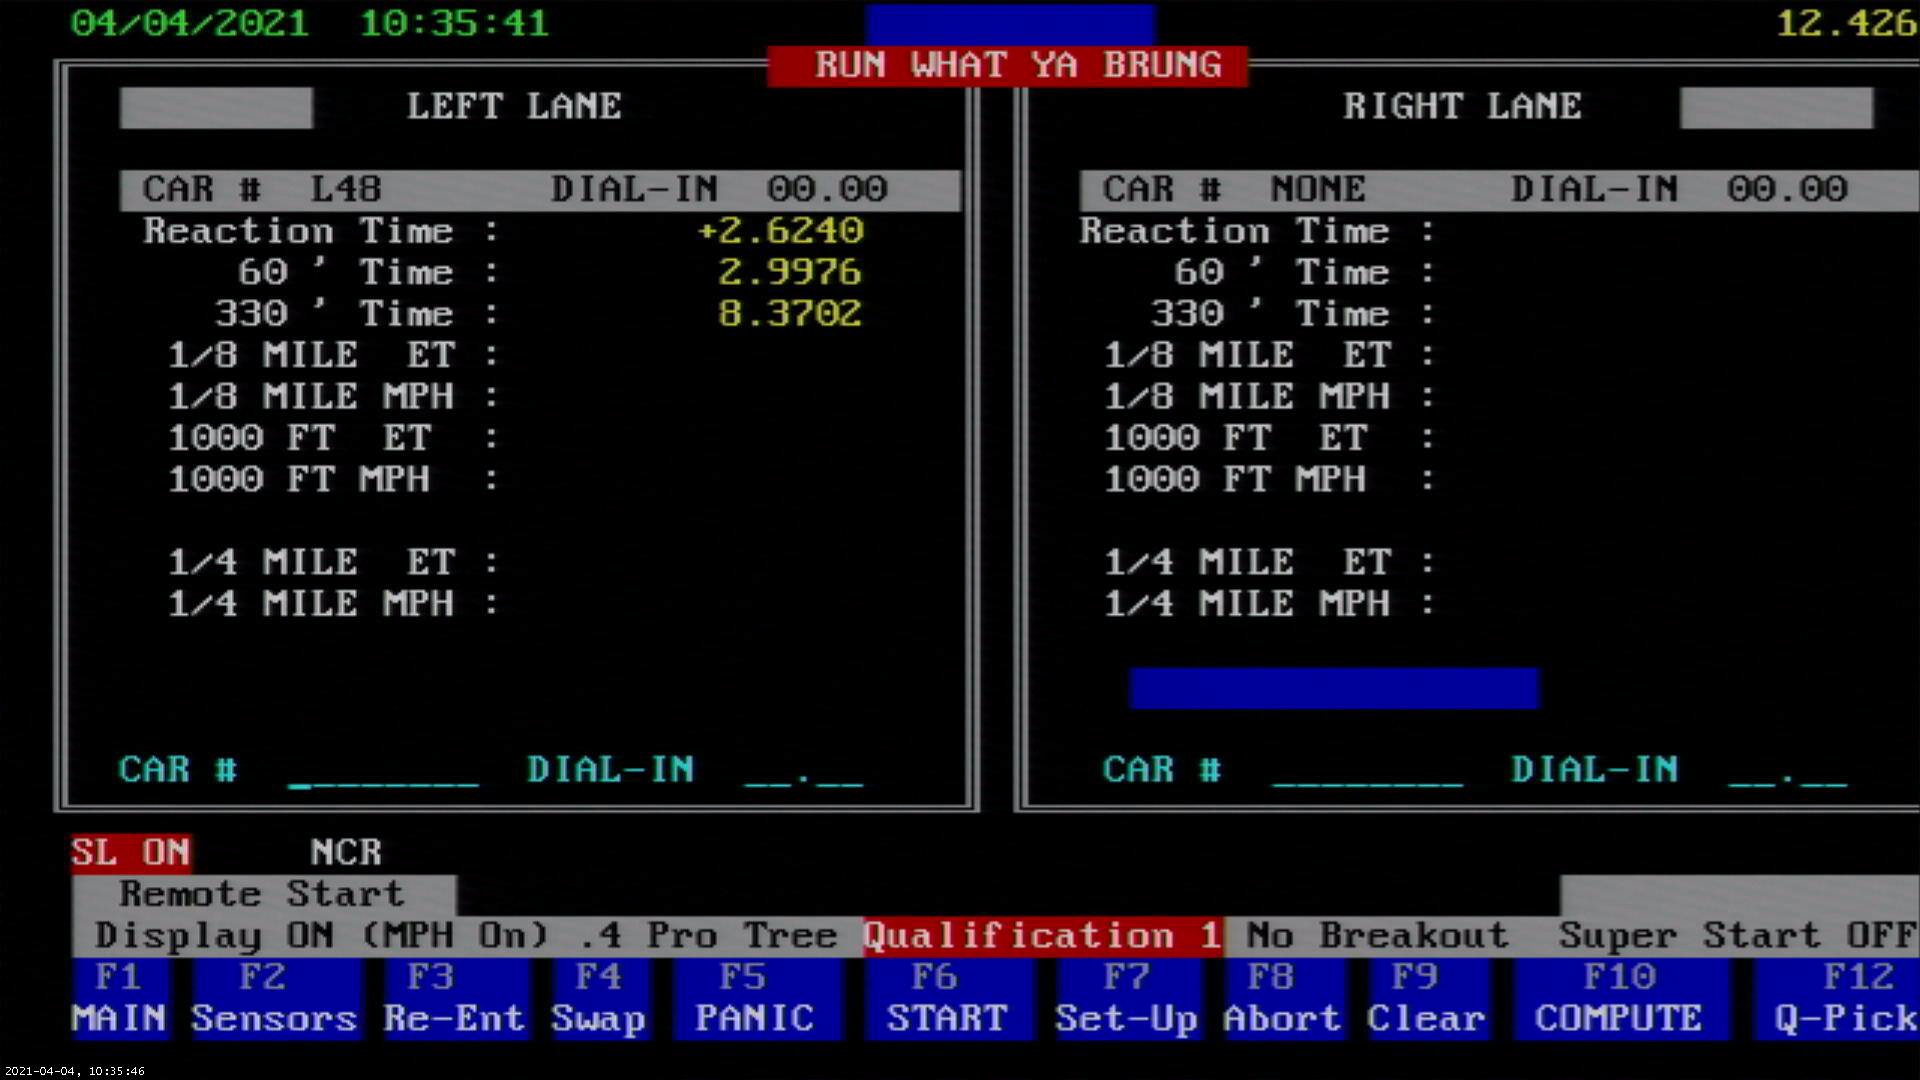 04/04/2021 10:35:41 12.426
RUN WHAT YA BRUNG
LEFT LANE RIGHT LANE
CAR # L48 DIAL-IN 00.00 CAR # NONE DIAL-IN 00.00
Reaction Time : +2.6240 Reaction Time :
60 ' Time : 2.9976 60 ' Time :
330 ' Time : 8.3702 330 ' Time :
1/8 MILE ET : 1/8 MILE ET :
1/8 MILE MPH : 1/8 MILE MPH :
1000 FT ET : 1000 FT ET :
1000 FT MPH : 1000 FT MPH :
1/4 MILE ET : 1/4 MILE ET :
1/4 MILE MPH : 1/4 MILE MPH :
CAR # ________ DIAL-IN __.__ CAR # ________ DIAL-IN __.__
SL ON NCR
Remote Start
Display ON (MPH On) .4 Pro Tree Qualification 1 No Breakout Super Start OFF
F1 F2 F3 F4 F5 F6 F7 F8 F9 F10 F12
MAIN Sensors Re-Ent Swap PANIC START Set-Up Abort Clear COMPUTE Q-Pick
2021-04-04, 10:35:46